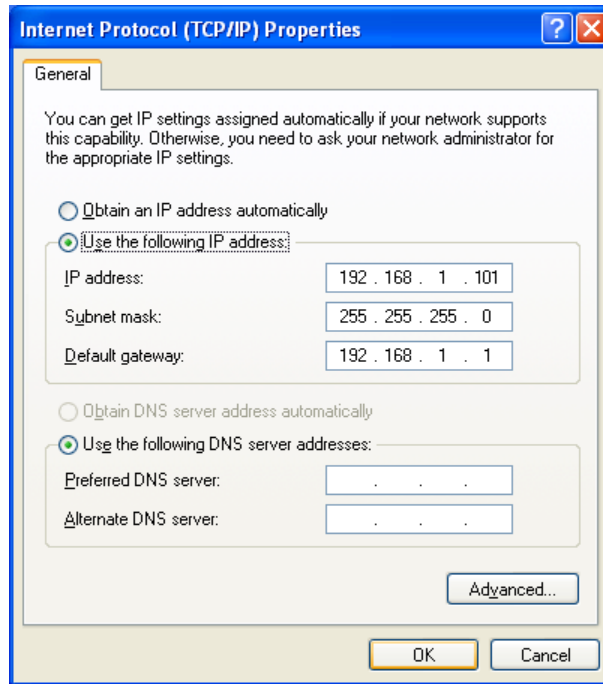 Internet Protocol (TCP/IP) Properties
General
You can get IP settings assigned automatically if your network supports
this capability. Otherwise, you need to ask your network administrator for
the appropriate IP settings.
Obtain an IP address automatically
Use the following IP address:
IP address: 192 . 168 . 1 . 101
Subnet mask: 255 . 255 . 255 . 0
Default gateway: 192 . 168 . 1 . 1
Obtain DNS server address automatically
Use the following DNS server addresses:
Preferred DNS server: . . .
Alternate DNS server: . . .
Advanced...
OK Cancel